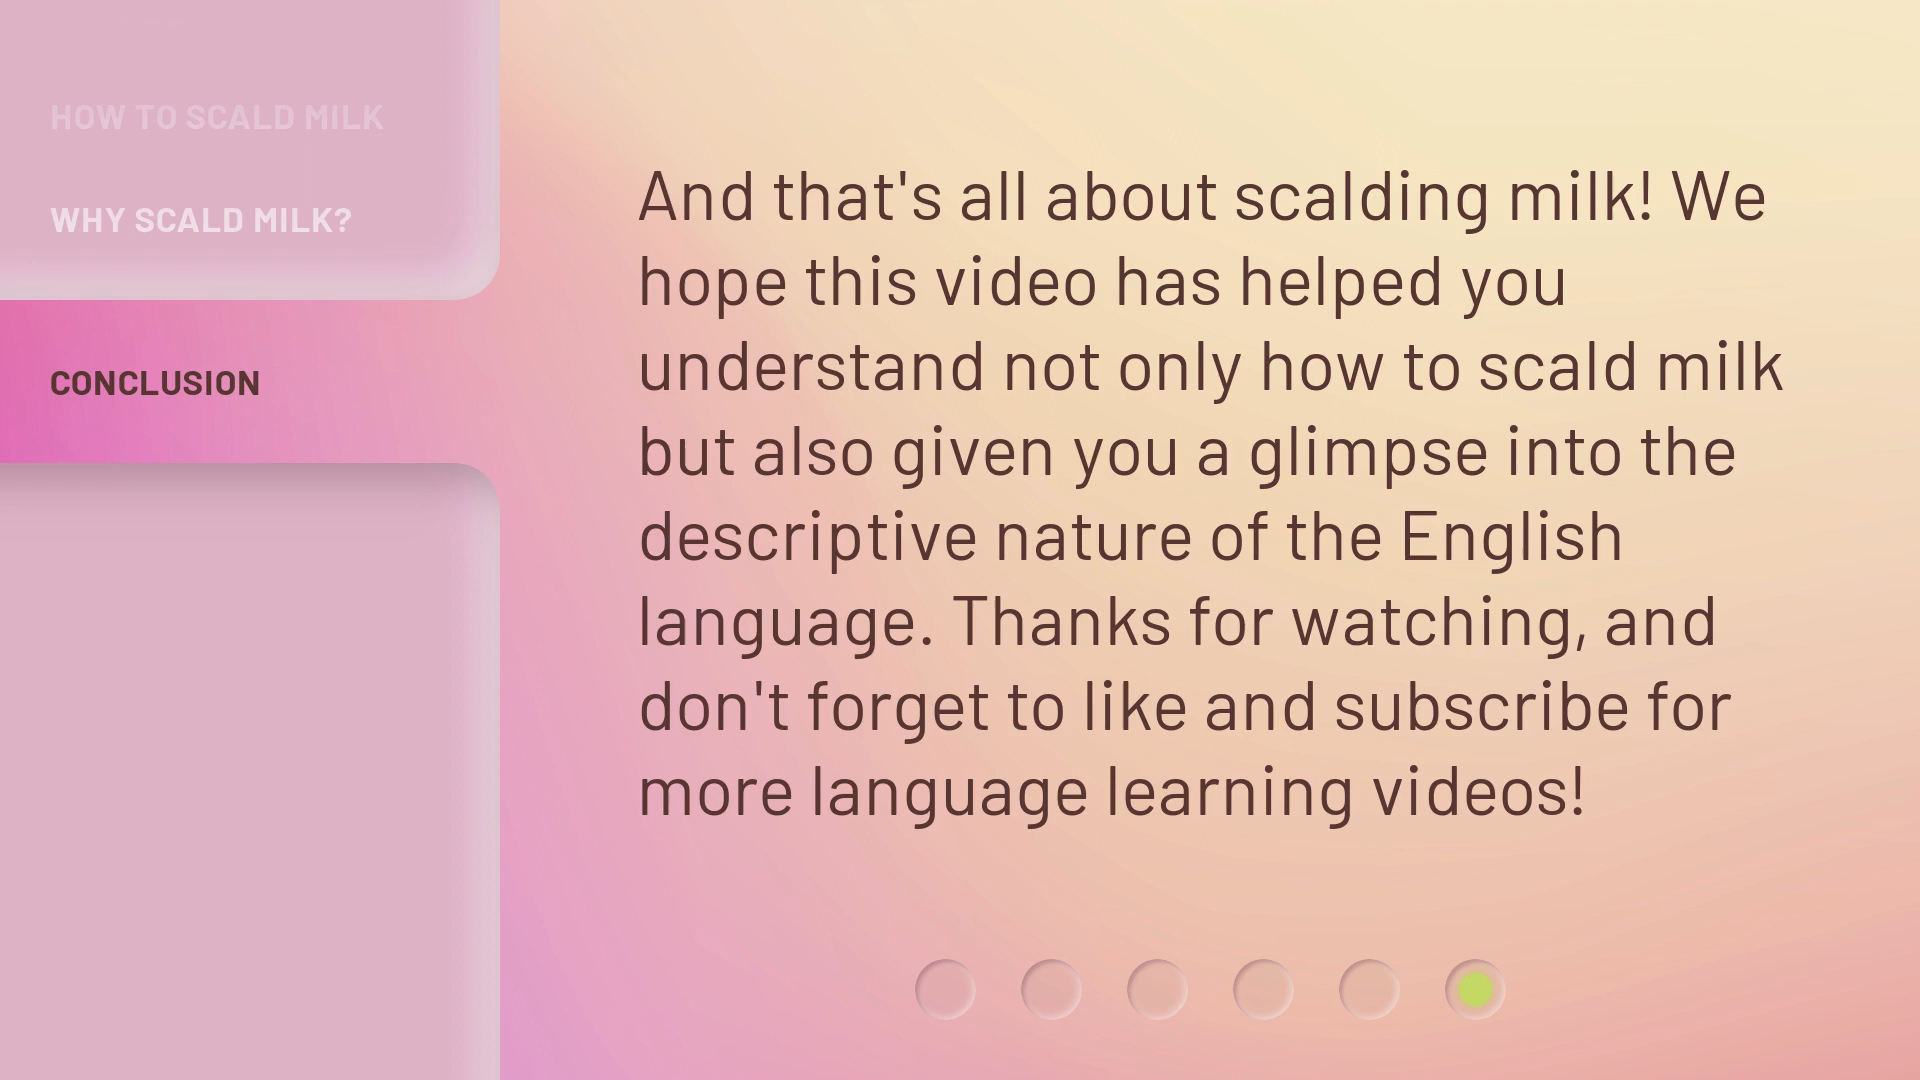 HOW TO SCALD MILK
WHY SCALD MILK?
CONCLUSION
And that's all about scalding milk! We
hope this video has helped you
understand not only how to scald milk
but also given you a glimpse into the
descriptive nature of the English
language. Thanks for watching, and
don't forget to like and subscribe for
more language learning videos!